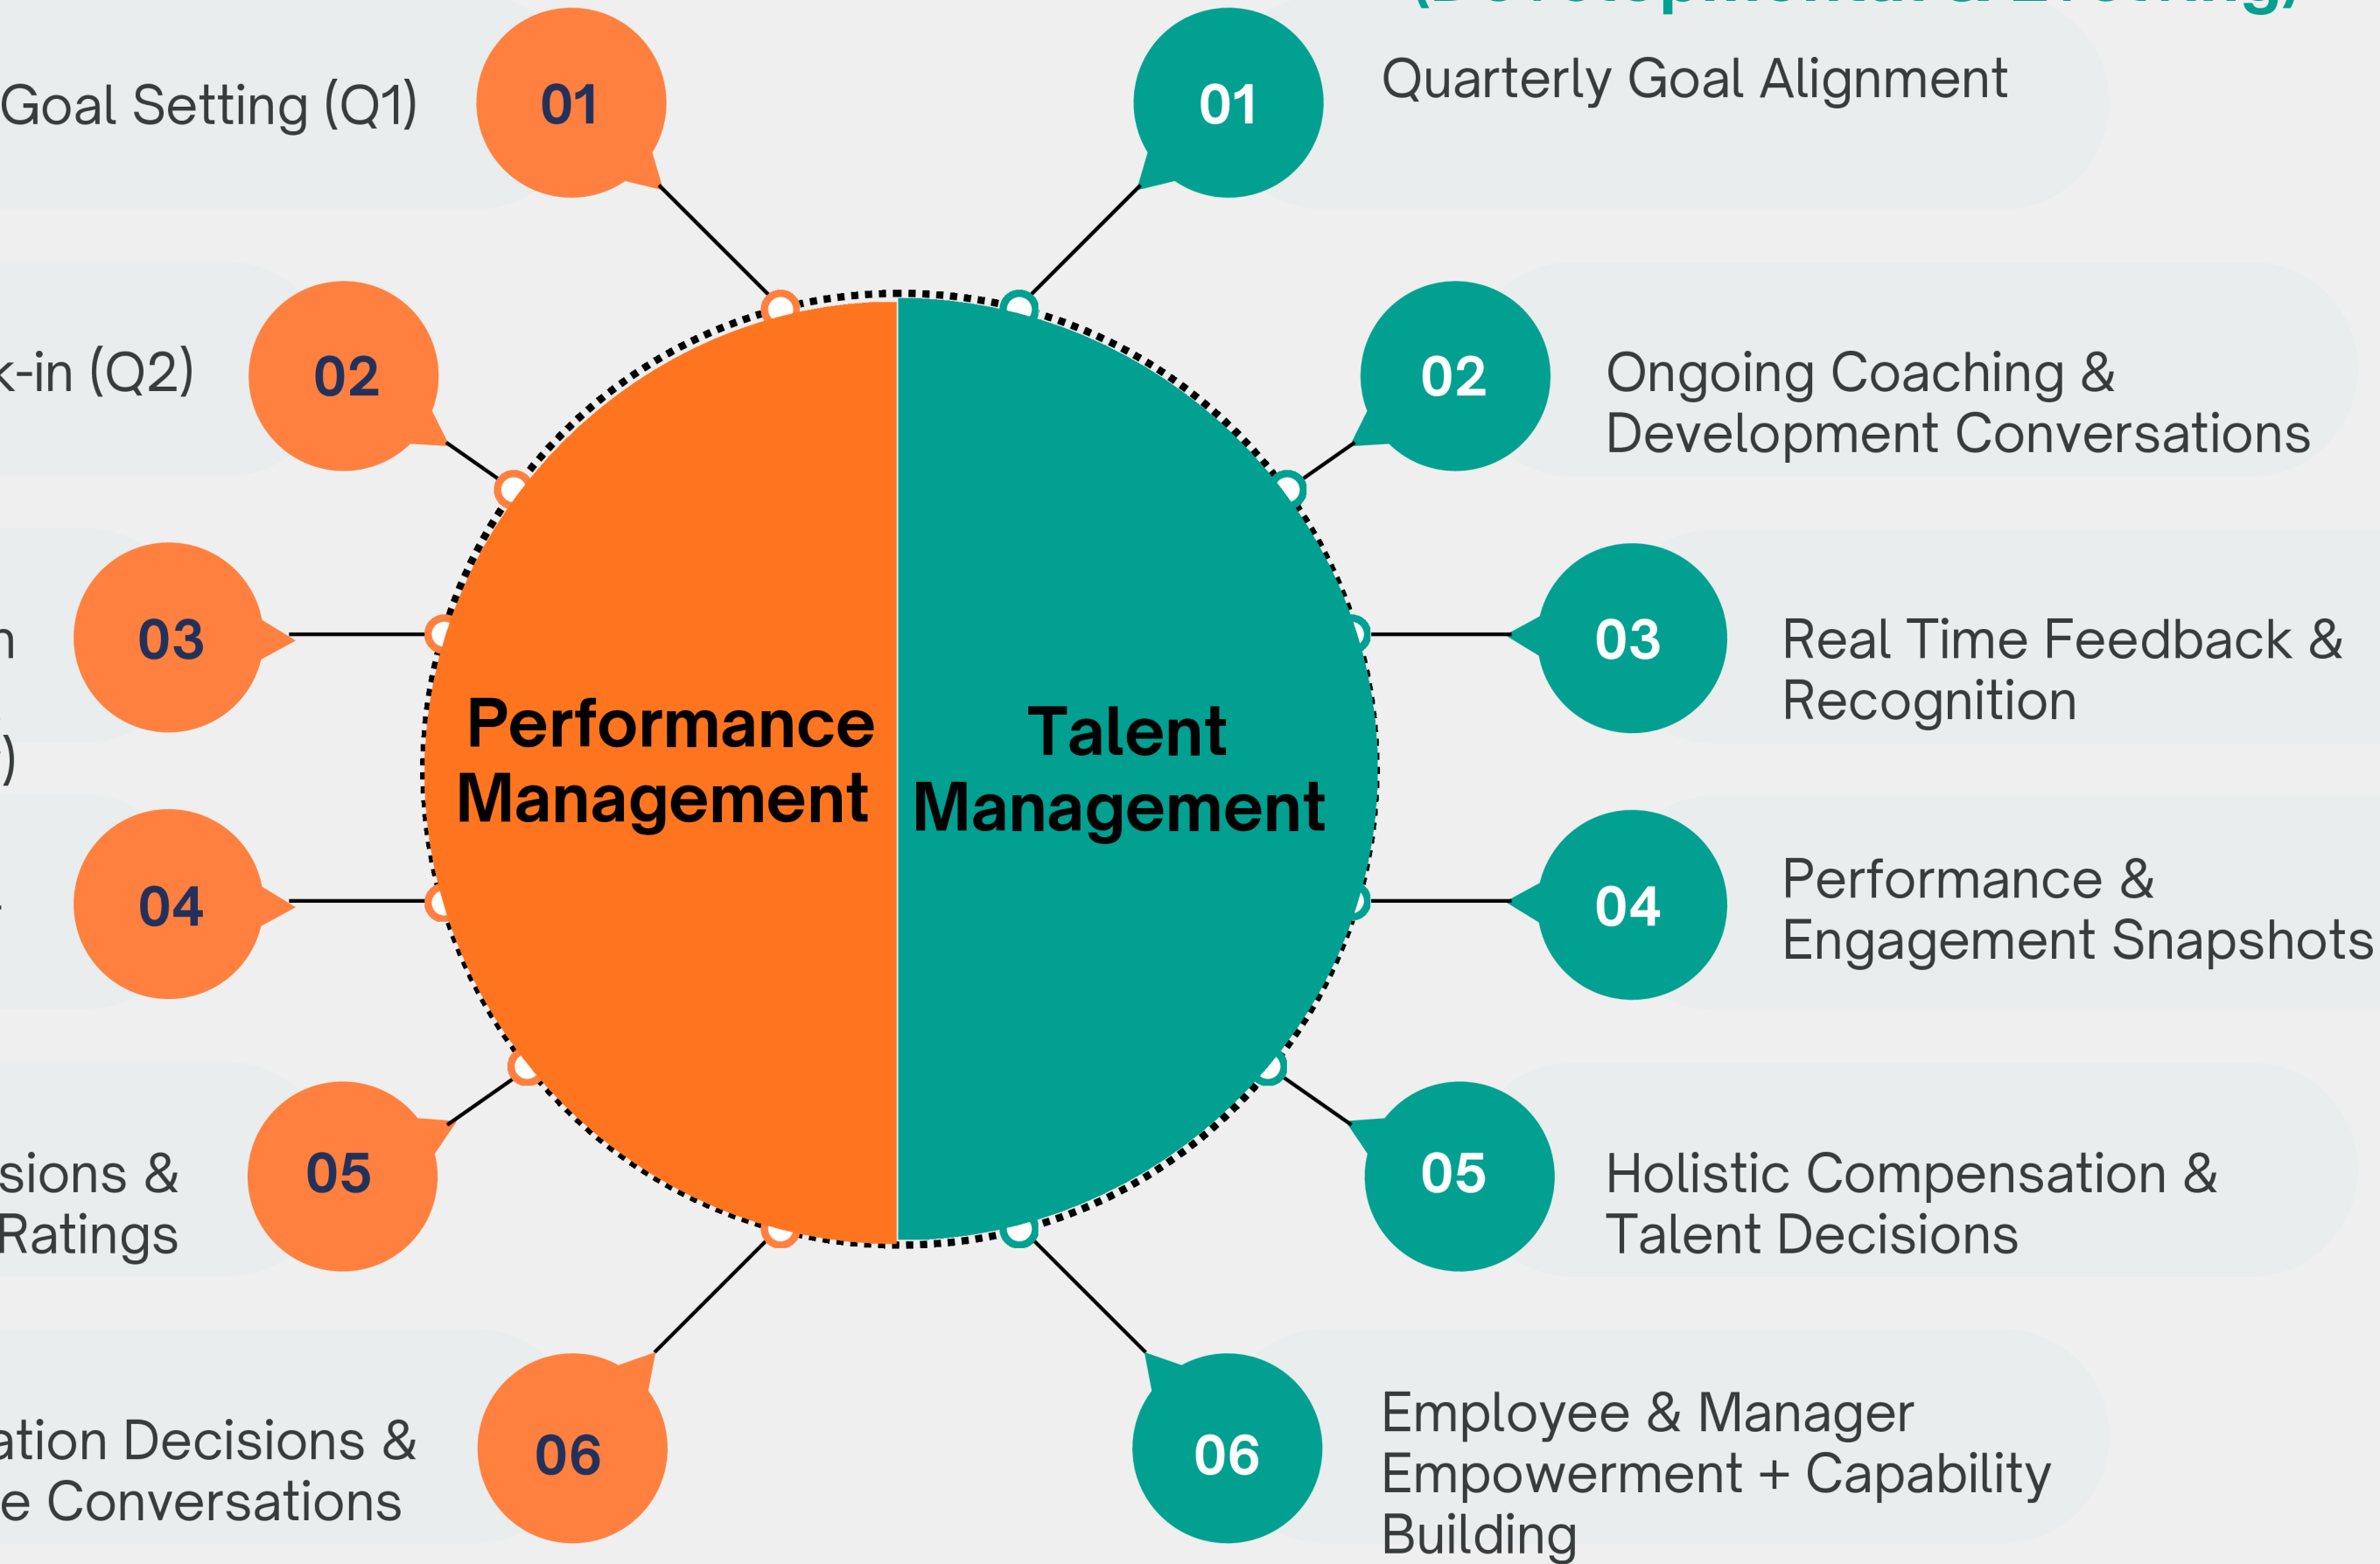 Goal Setting (Q1)
01
k-in (Q2)
02
03
04
sions &
Ratings
05
ation Decisions &
e Conversations
06
Performance
Management
Talent
Management
01
Quarterly Goal Alignment
02
Ongoing Coaching &
Development Conversations
03
Real Time Feedback &
Recognition
04
Performance &
Engagement Snapshots
05
Holistic Compensation &
Talent Decisions
06
Employee & Manager
Empowerment + Capability
Building